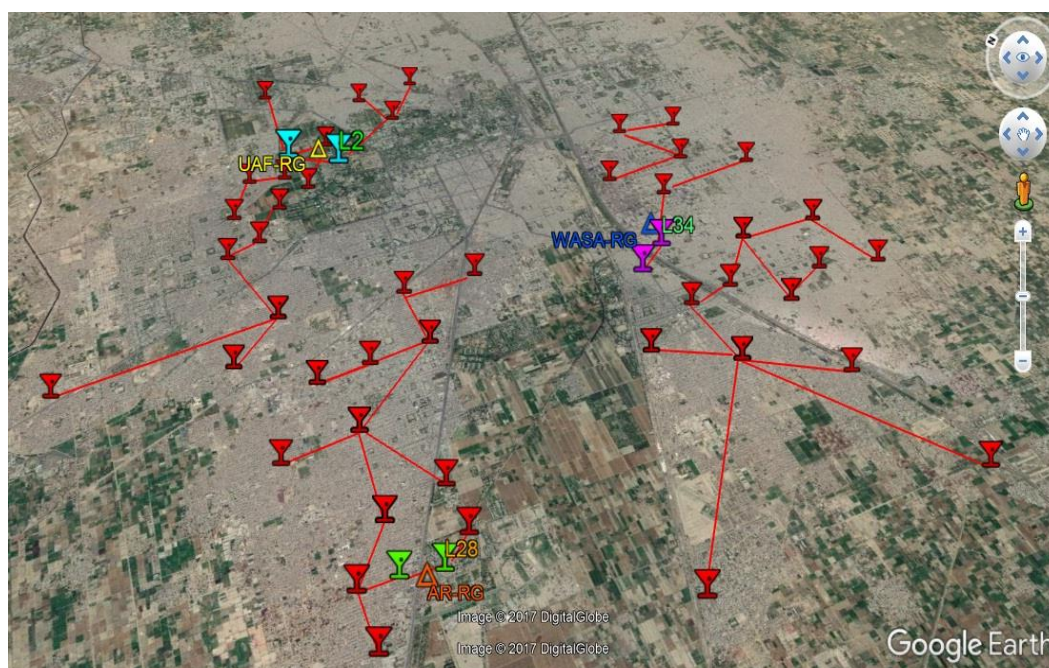 N
L2
UAF-RG
L34
WASA-RG
L28
AR-RG
Image © 2017 DigitalGlobe
Image © 2017 DigitalGlobe
Google Earth